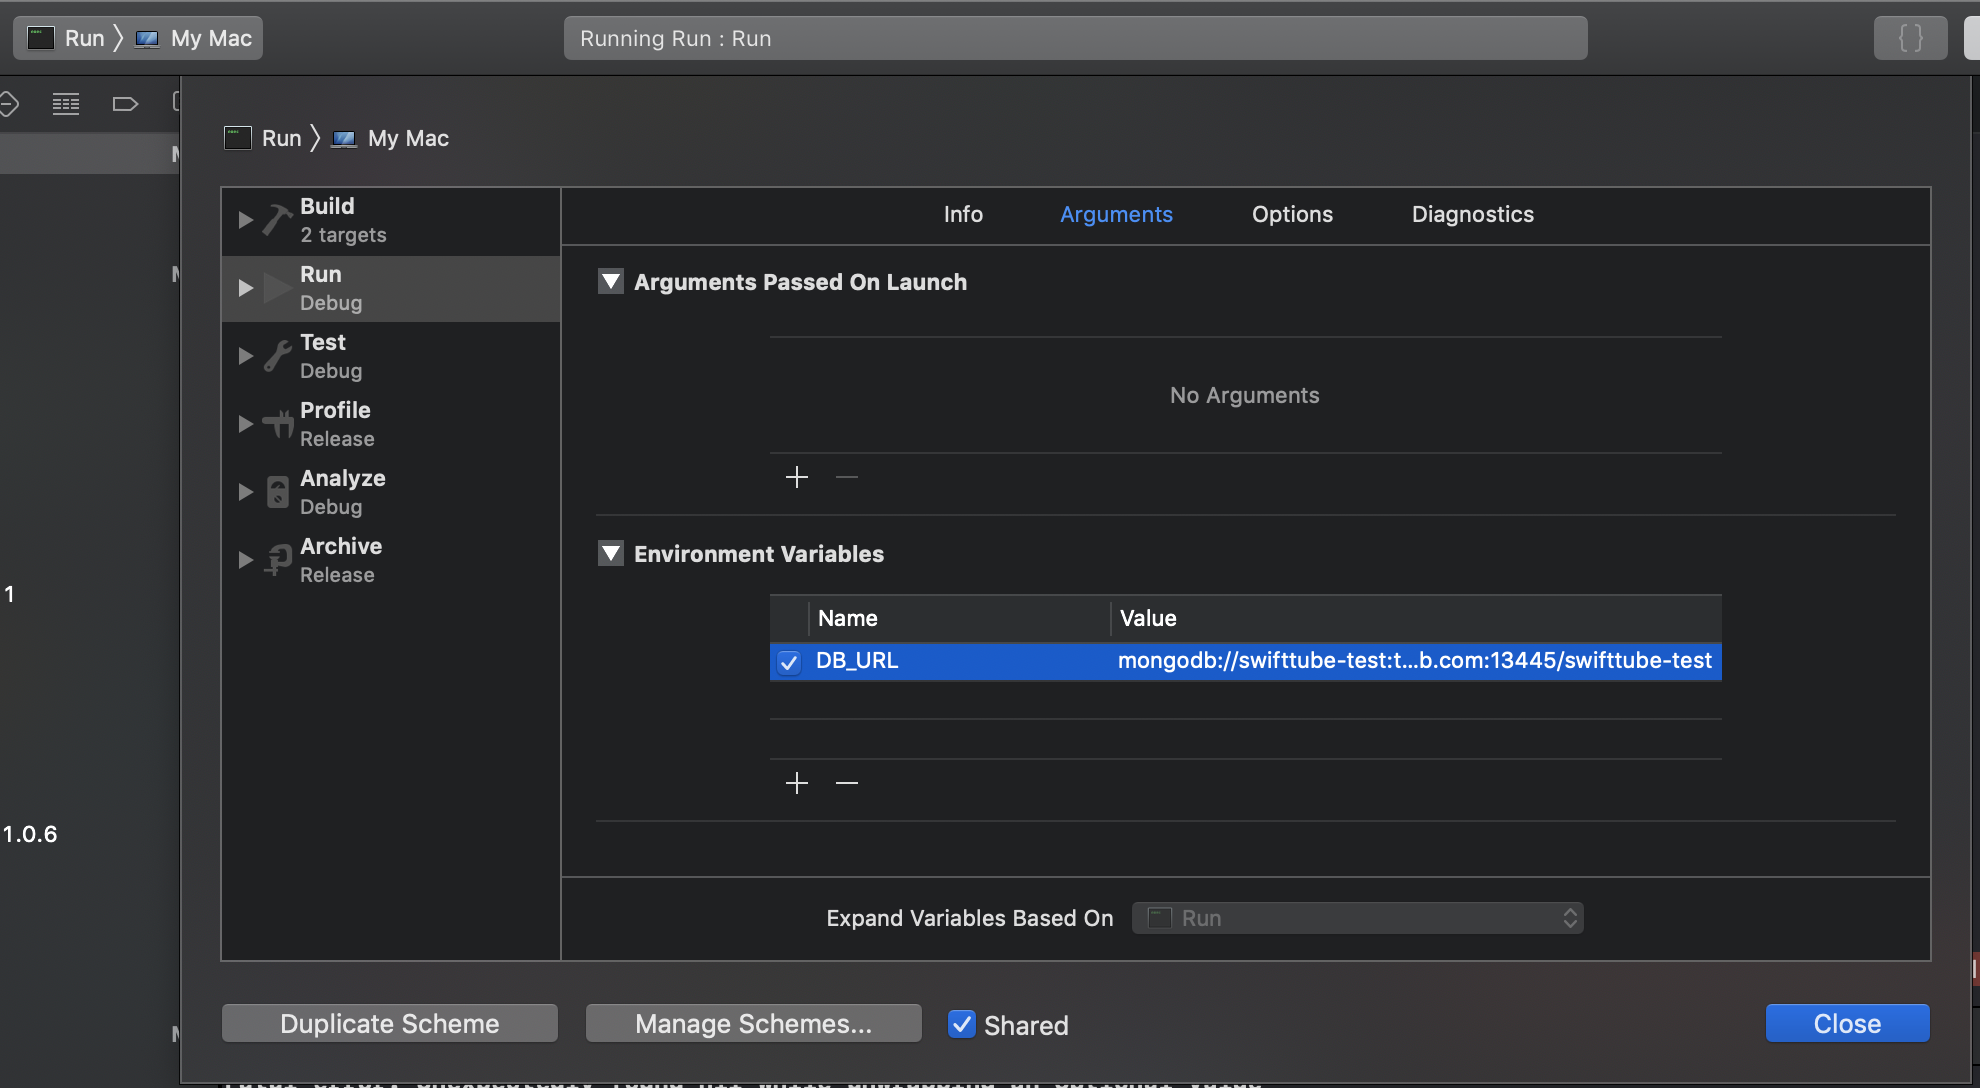 Run 〉 My Mac
Running Run : Run
{ }
Run 〉 My Mac
Build
2 targets
Run
Debug
Test
Debug
Profile
Release
Analyze
Debug
Archive
Release
1
1.0.6
Info Arguments Options Diagnostics
Arguments Passed On Launch
No Arguments
Environment Variables
Name Value
DB_URL mongodb://swifttube-test:t...b.com:13445/swifttube-test
Expand Variables Based On Run
Duplicate Scheme Manage Schemes... Shared Close